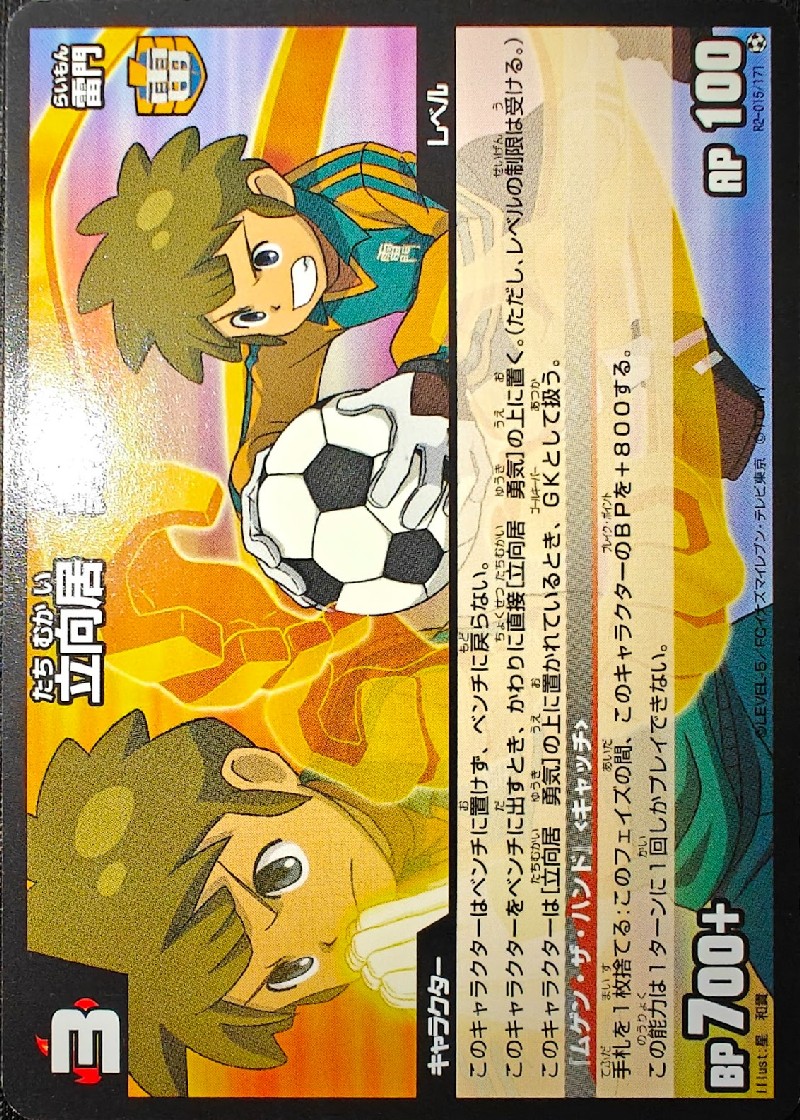 3
たち むか い
立向居
らいもん
雷門
キャラクター
レベル
このキャラクターはベンチに置けず、ベンチに戻らない。
このキャラクターをベンチに出すとき、かわりに直接[立向居 勇気]の上に置く。(ただし、レベルの制限は受ける。)
このキャラクターは[立向居 勇気]の上に置かれているとき、GKとして扱う。
『ムゲン・ザ・ハンド』<キャッチ>
手札を1枚捨てる:このフェイズの間、このキャラクターのBPを+800する。
この能力は1ターンに1回しかプレイできない。
BP 700+
AP 100
Illust:星 和貴
©LEVEL-5/FCイナズマイレブン・テレビ東京
R2-015/171